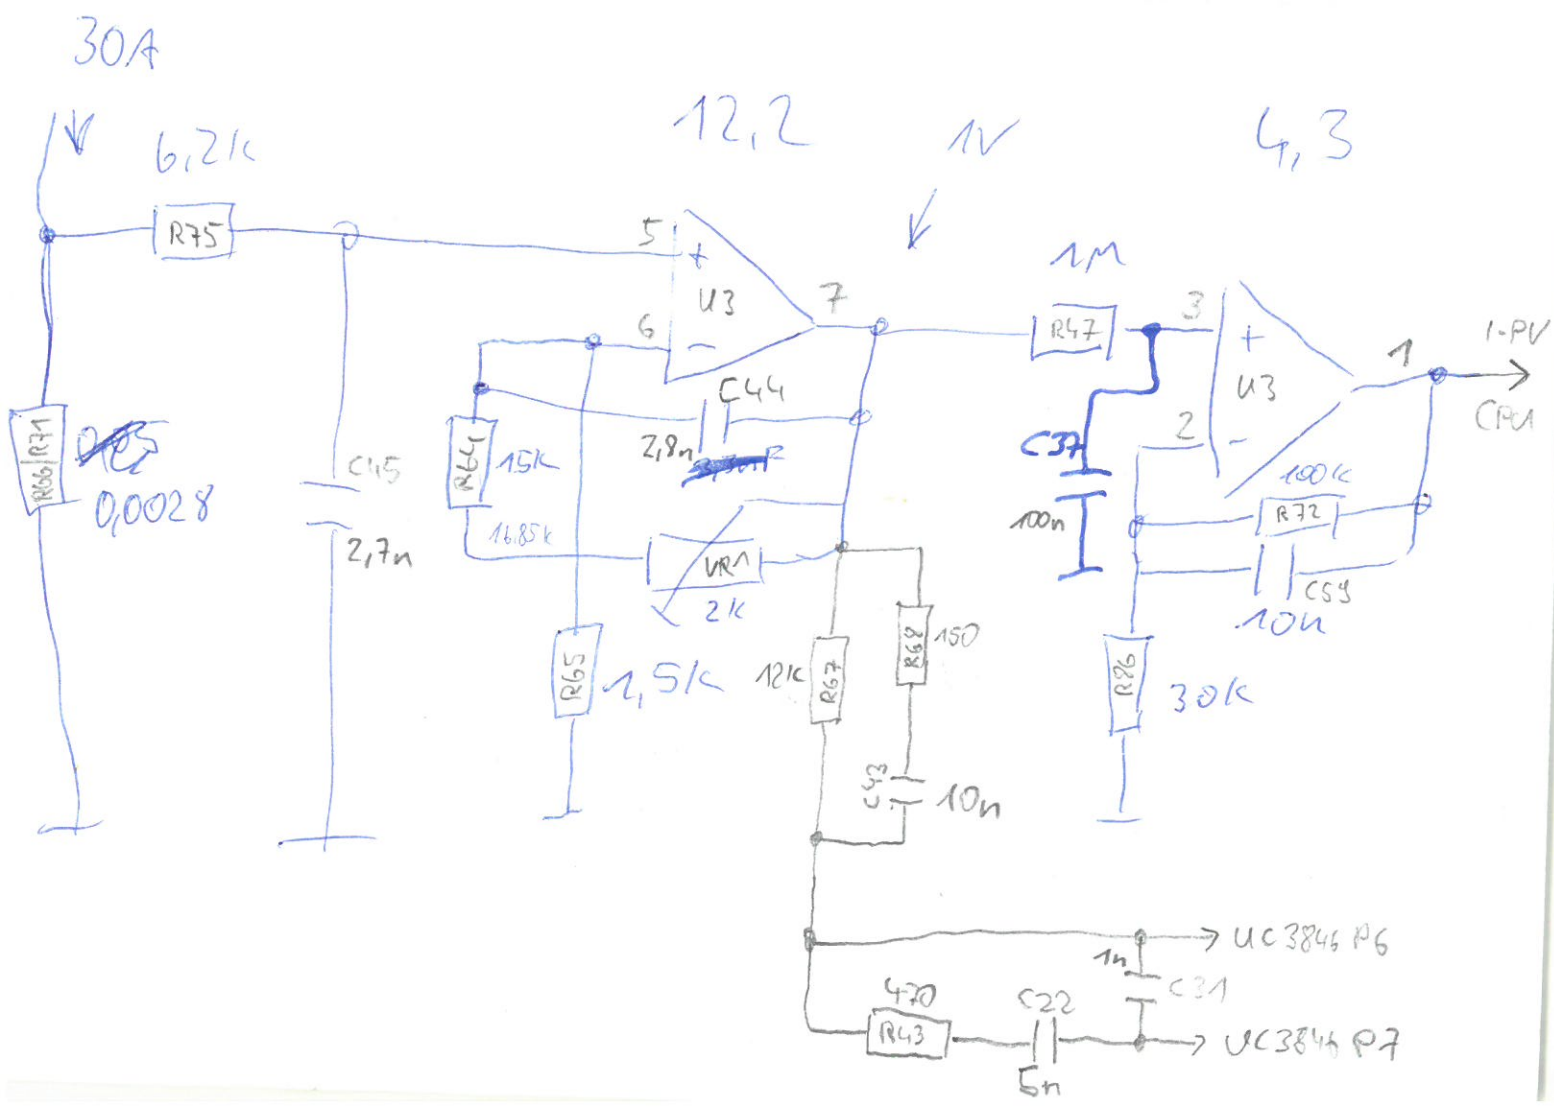 30A
6,2k
12,2
1V
4,3
R75
5
+
U3
7
6
-
1M
R47
3
+
U3
1
I-PV
CPU
2
-
R66/R71
0,0028
C45
2,7n
R64
15k
C44
2,8n
16,85k
VR1
2k
C37
100n
100k
R72
C59
10n
R65
1,5k
12k
R67
R68
150
R86
30k
C43
10n
UC3846 P6
1n
C31
470
R43
C22
5n
UC3846 P7